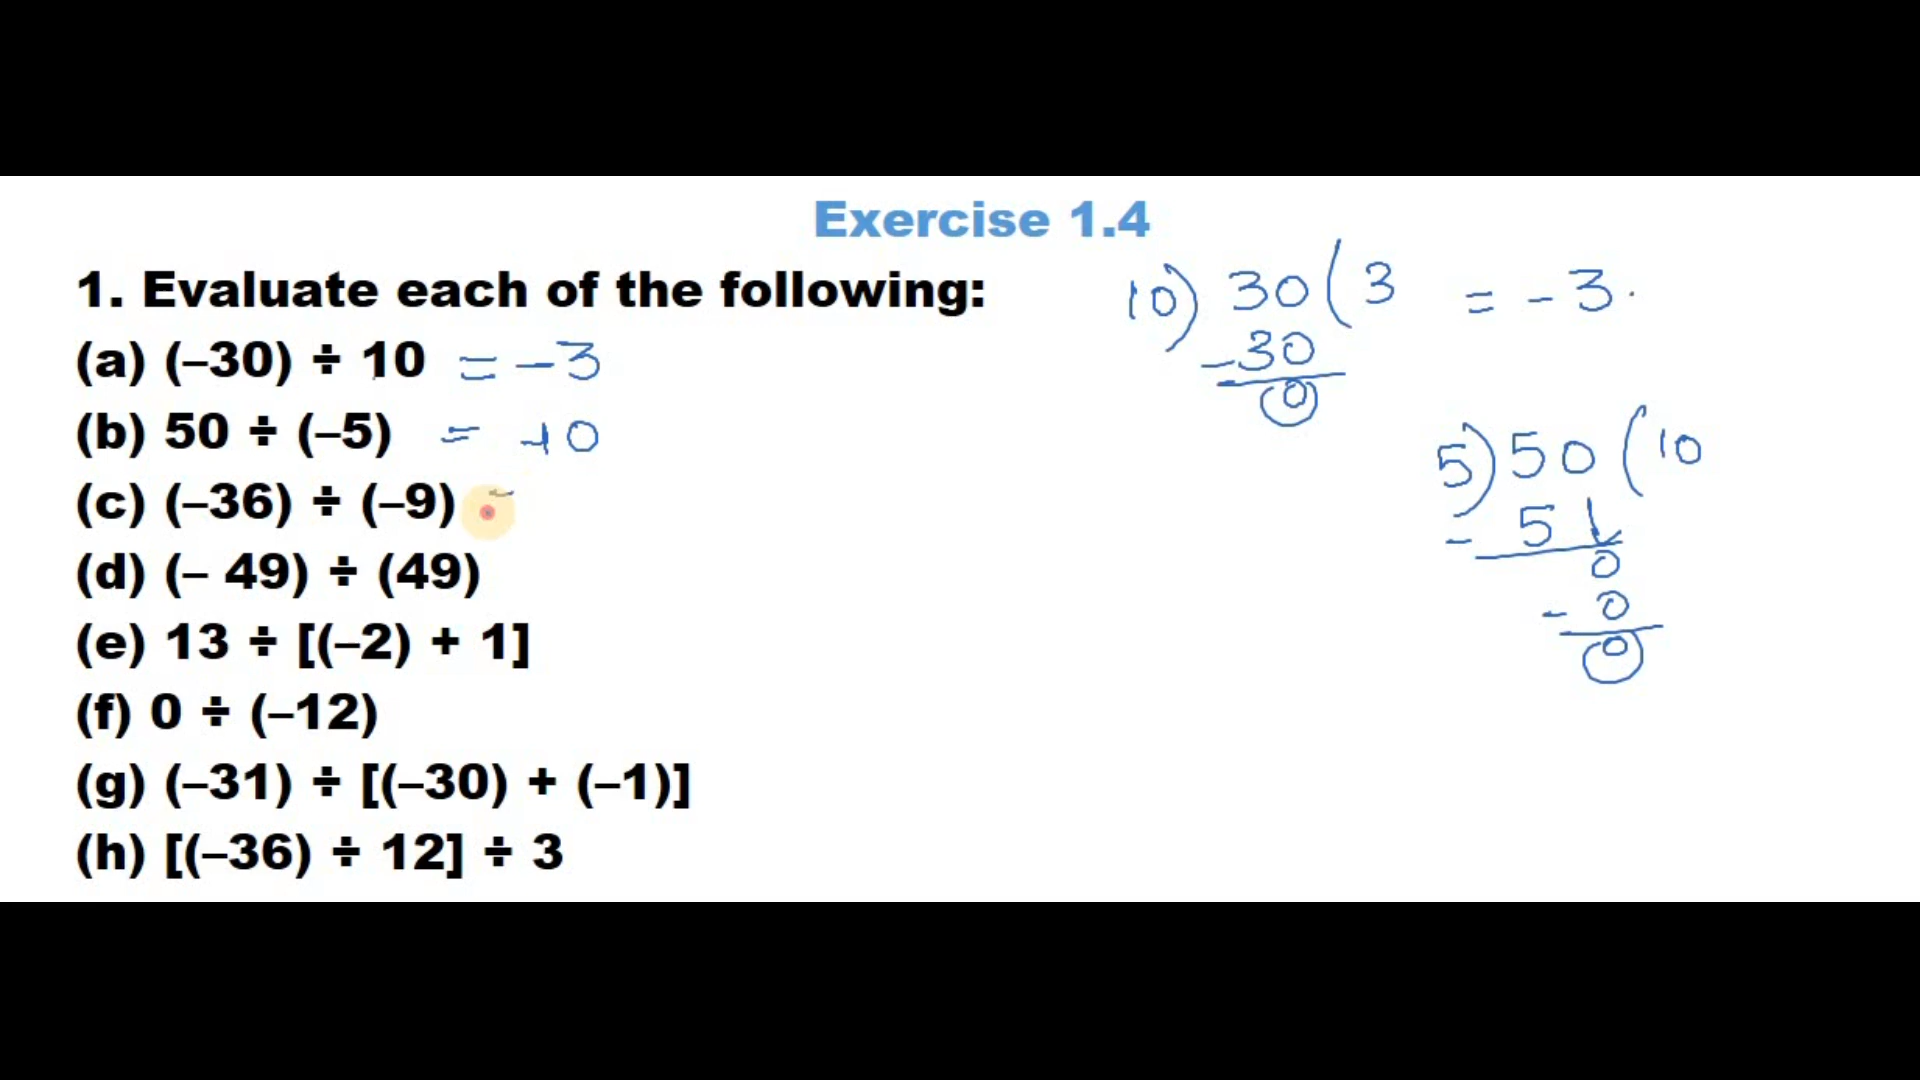 Exercise 1.4
1. Evaluate each of the following:
(a) (–30) ÷ 10 = -3
(b) 50 ÷ (–5) = -10
(c) (–36) ÷ (–9) =
(d) (– 49) ÷ (49)
(e) 13 ÷ [(–2) + 1]
(f) 0 ÷ (–12)
(g) (–31) ÷ [(–30) + (–1)]
(h) [(–36) ÷ 12] ÷ 3
10) 30 ( 3 = -3.
-30
0
5) 50 ( 10
- 5↓
0
- 0
0